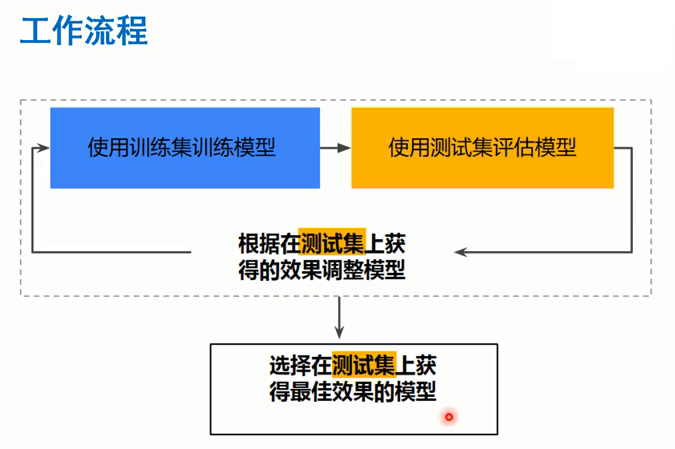 工作流程
使用训练集训练模型
使用测试集评估模型
根据在测试集上获
得的效果调整模型
选择在测试集上获
得最佳效果的模型